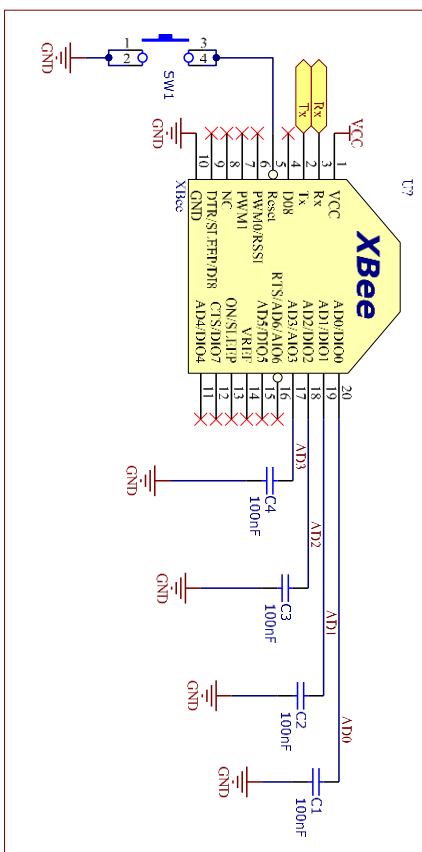 U?
XBee
XBee
VCC
1
VCC
3
Rx
Rx
2
Tx
Tx
4
D08
5
Reset
6
PWM0/RSSI
7
PWM1
8
NC
9
DTR/SLEEP/DI8
10
GND
GND
SW1
1
2
3
4
GND
20
AD0/DIO0
19
AD1/DIO1
18
AD2/DIO2
17
AD3/AIO3
16
RTS/AD6/AIO6
15
AD5/DIO5
14
VREF
13
ON/SLEEP
12
CTS/DIO7
11
AD4/DIO4
AD3
C4
100nF
GND
AD2
C3
100nF
GND
AD1
C2
100nF
GND
AD0
C1
100nF
GND